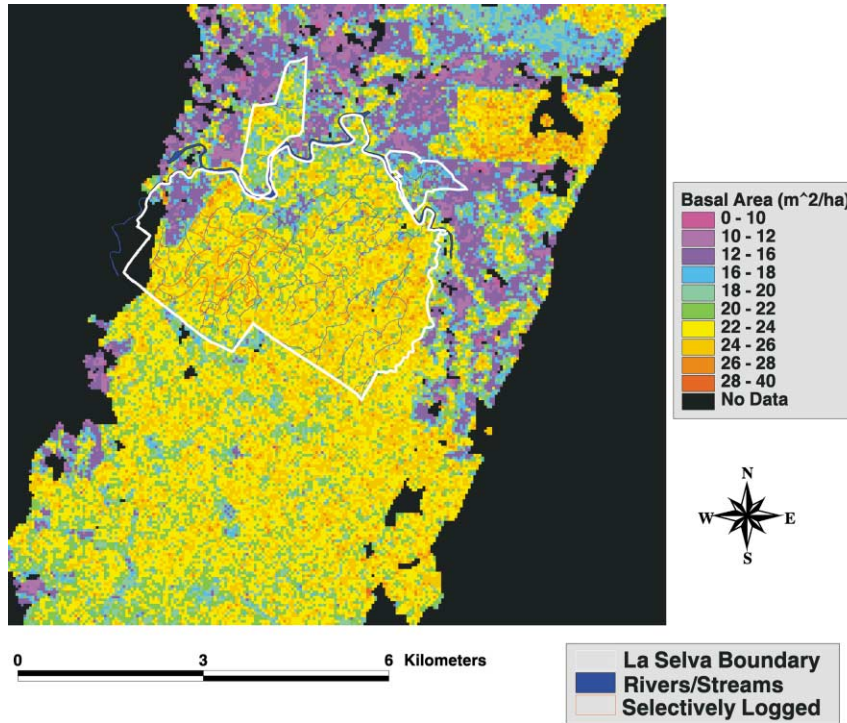 Basal Area (m^2/ha)
0 - 10
10 - 12
12 - 16
16 - 18
18 - 20
20 - 22
22 - 24
24 - 26
26 - 28
28 - 40
No Data
N
W E
S
0 3 6 Kilometers
La Selva Boundary
Rivers/Streams
Selectively Logged